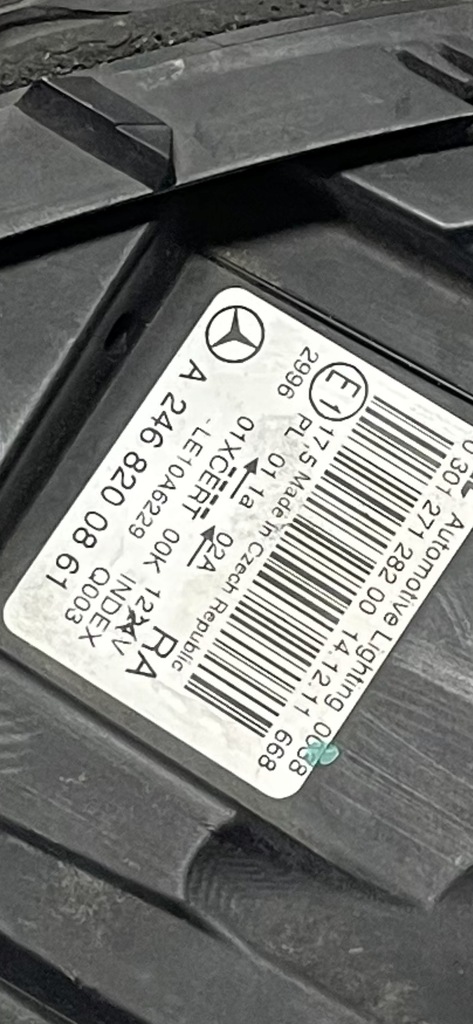 A 246 820 08 61
Q003
-LE10A6229
INDEX
01XCERT 00K 12V
RA
2996
01 1a 02A
E1
PL
17.5 Made in Czech Republic
0 301 271 282 00 14.12.11 668
Automotive Lighting